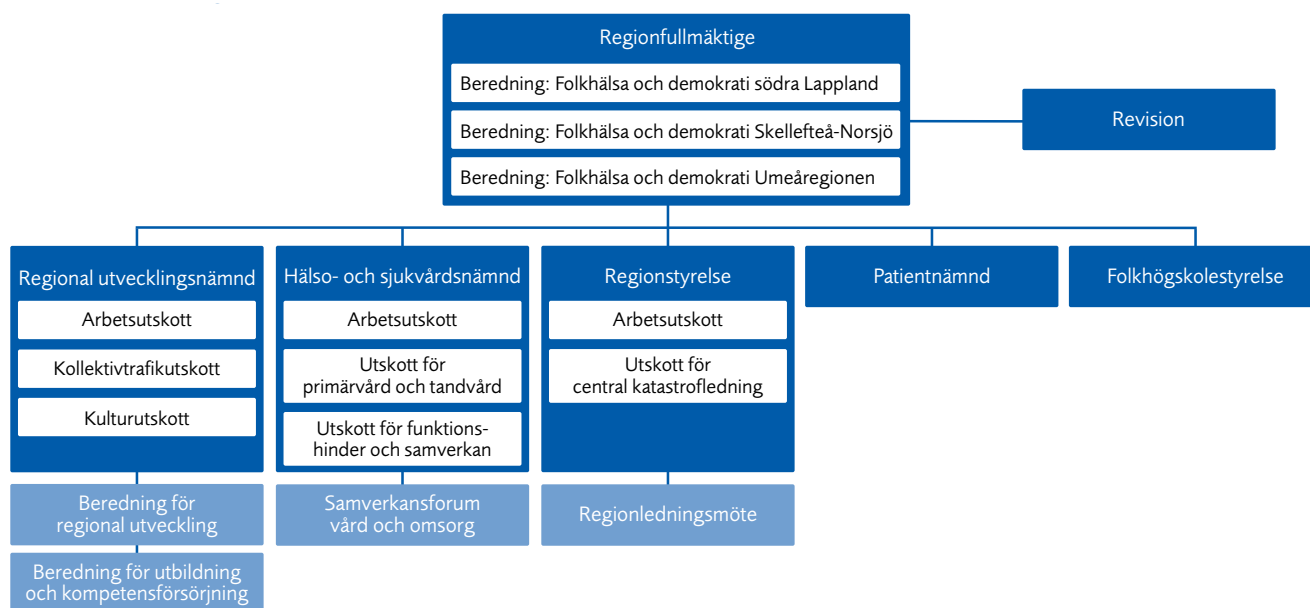 Regionfullmäktige
Beredning: Folkhälsa och demokrati södra Lappland
Beredning: Folkhälsa och demokrati Skellefteå-Norsjö
Beredning: Folkhälsa och demokrati Umeåregionen
Revision
Regional utvecklingsnämnd
Arbetsutskott
Kollektivtrafikutskott
Kulturutskott
Beredning för
regional utveckling
Beredning för utbildning
och kompetensförsörjning
Hälso- och sjukvårdsnämnd
Arbetsutskott
Utskott för
primärvård och tandvård
Utskott för funktions-
hinder och samverkan
Samverkansforum
vård och omsorg
Regionstyrelse
Arbetsutskott
Utskott för
central katastrofledning
Regionledningsmöte
Patientnämnd
Folkhögskolestyrelse